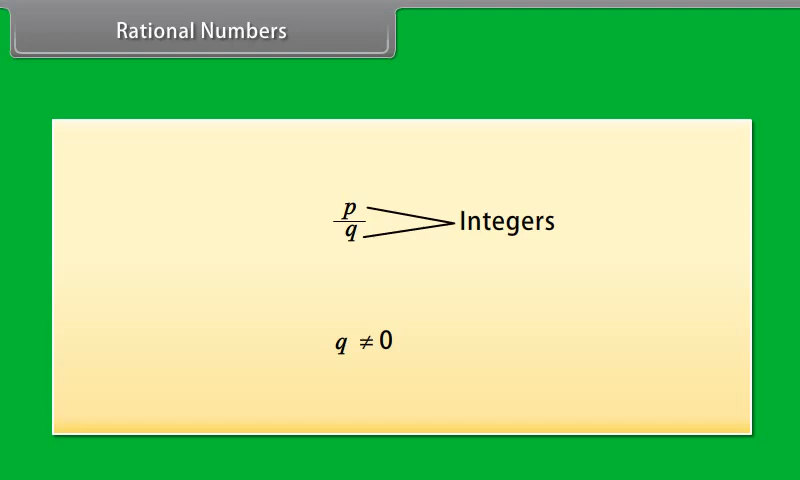 Rational Numbers
p
q
Integers
q ≠ 0